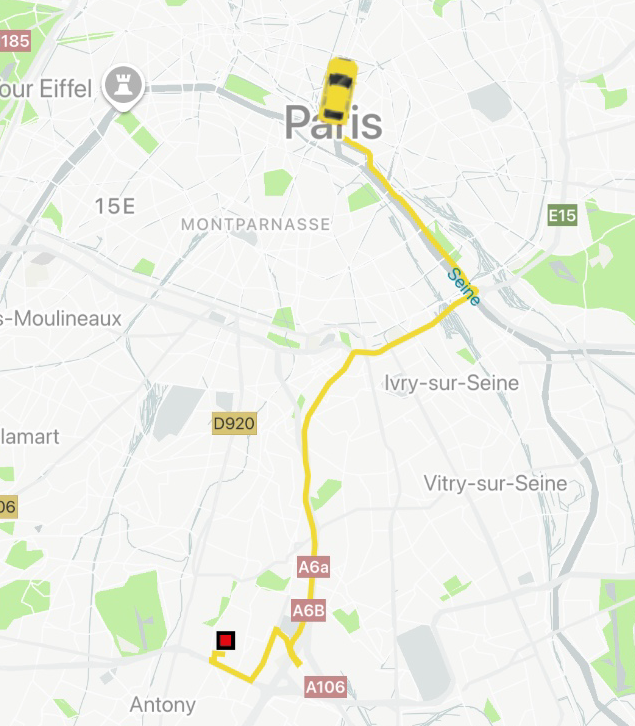 185
our Eiffel
Paris
15E
E15
MONTPARNASSE
Seine
s-Moulineaux
Ivry-sur-Seine
D920
lamart
Vitry-sur-Seine
06
A6a
A6B
A106
Antony